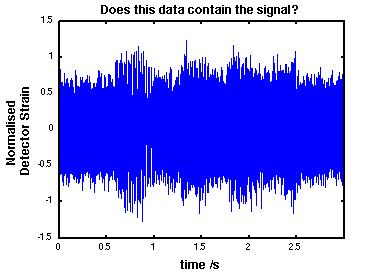 Does this data contain the signal?
1.5
1
0.5
0
-0.5
-1
-1.5
Normalised
Detector Strain
0 0.5 1 1.5 2 2.5
time /s